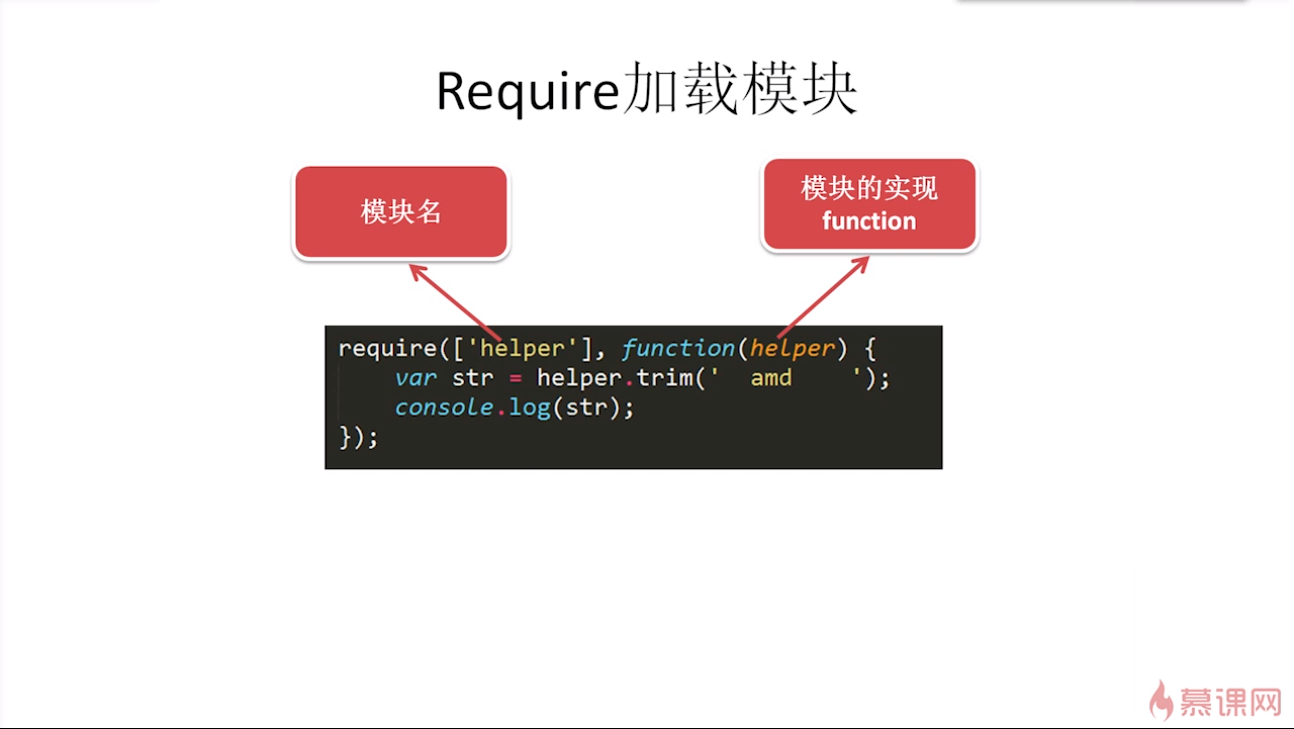 Require加载模块
模块名
模块的实现
function
require(['helper'], function(helper) {
    var str = helper.trim('  amd    ');
    console.log(str);
});
慕课网